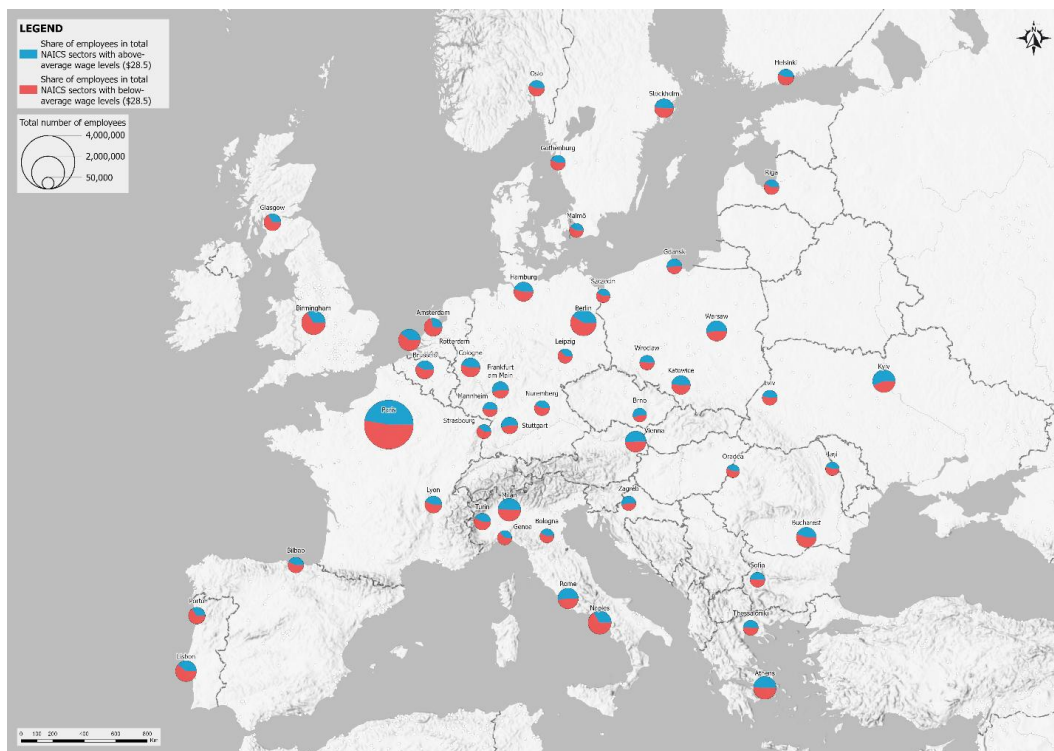 LEGEND
Share of employees in total
NAICS sectors with above-
average wage levels ($28.5)
Share of employees in total
NAICS sectors with below-
average wage levels ($28.5)
Total number of employees
4,000,000
2,000,000
50,000
Helsinki
Oslo
Stockholm
Gothenburg
Riga
Glasgow
Malmö
Gdansk
Hamburg
Birmingham
Amsterdam
Berlin
Warsaw
Rotterdam
Brussels
Cologne
Leipzig
Wroclaw
Frankfurt
am Main
Katowice
Kyiv
Mannheim
Nuremberg
Lviv
Paris
Brno
Strasbourg
Stuttgart
Vienna
Oradea
Iași
Lyon
Milan
Zagreb
Turin
Genoa
Bologna
Bucharest
Bilbao
Sofia
Rome
Porto
Naples
Thessaloniki
Lisbon
Athens
0 100 200 400 600 800
Km